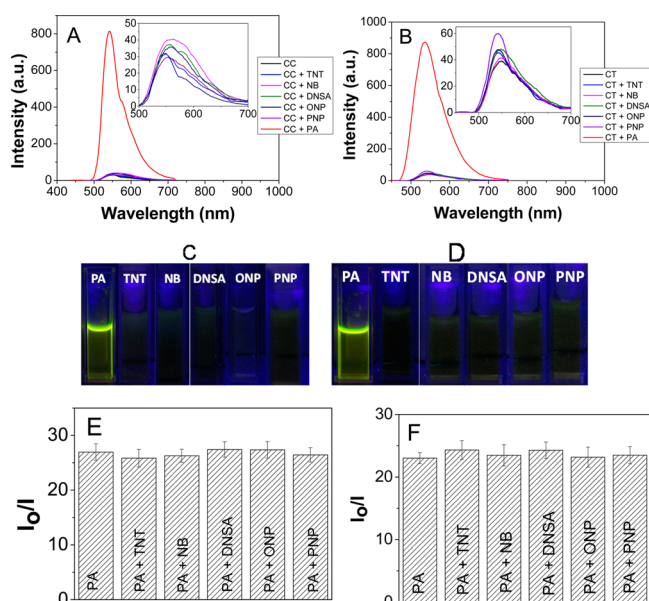 A
Intensity (a.u.)
800
600
400
200
0
400 500 600 700 800 900 1000
Wavelength (nm)
50
40
30
20
10
0
500 600 700
CC
CC + TNT
CC + NB
CC + DNSA
CC + ONP
CC + PNP
CC + PA
B
Intensity (a.u.)
1000
800
600
400
200
0
500 600 700 800 900 1000
Wavelength (nm)
60
40
20
0
500 600 700
CT
CT + TNT
CT + NB
CT + DNSA
CT + ONP
CT + PNP
CT + PA
C
PA TNT NB DNSA ONP PNP
D
PA TNT NB DNSA ONP PNP
E
I0/I
30
20
10
0
PA
PA + TNT
PA + NB
PA + DNSA
PA + ONP
PA + PNP
F
I0/I
30
20
10
0
PA
PA + TNT
PA + NB
PA + DNSA
PA + ONP
PA + PNP